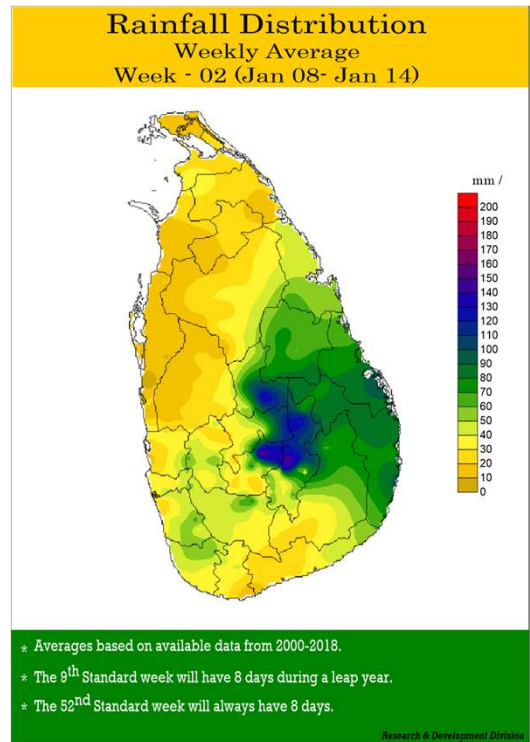 Rainfall Distribution
Weekly Average
Week - 02 (Jan 08- Jan 14)
mm /
200
190
180
170
160
150
140
130
120
110
100
90
80
70
60
50
40
30
20
10
0
* Averages based on available data from 2000-2018.
* The 9th Standard week will have 8 days during a leap year.
* The 52nd Standard week will always have 8 days.
Research & Development Division